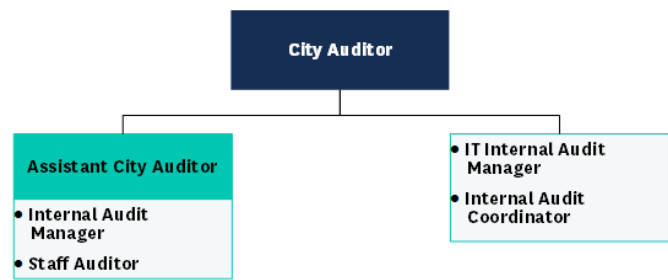 City Auditor
Assistant City Auditor
• Internal Audit
Manager
• Staff Auditor
• IT Internal Audit
Manager
• Internal Audit
Coordinator